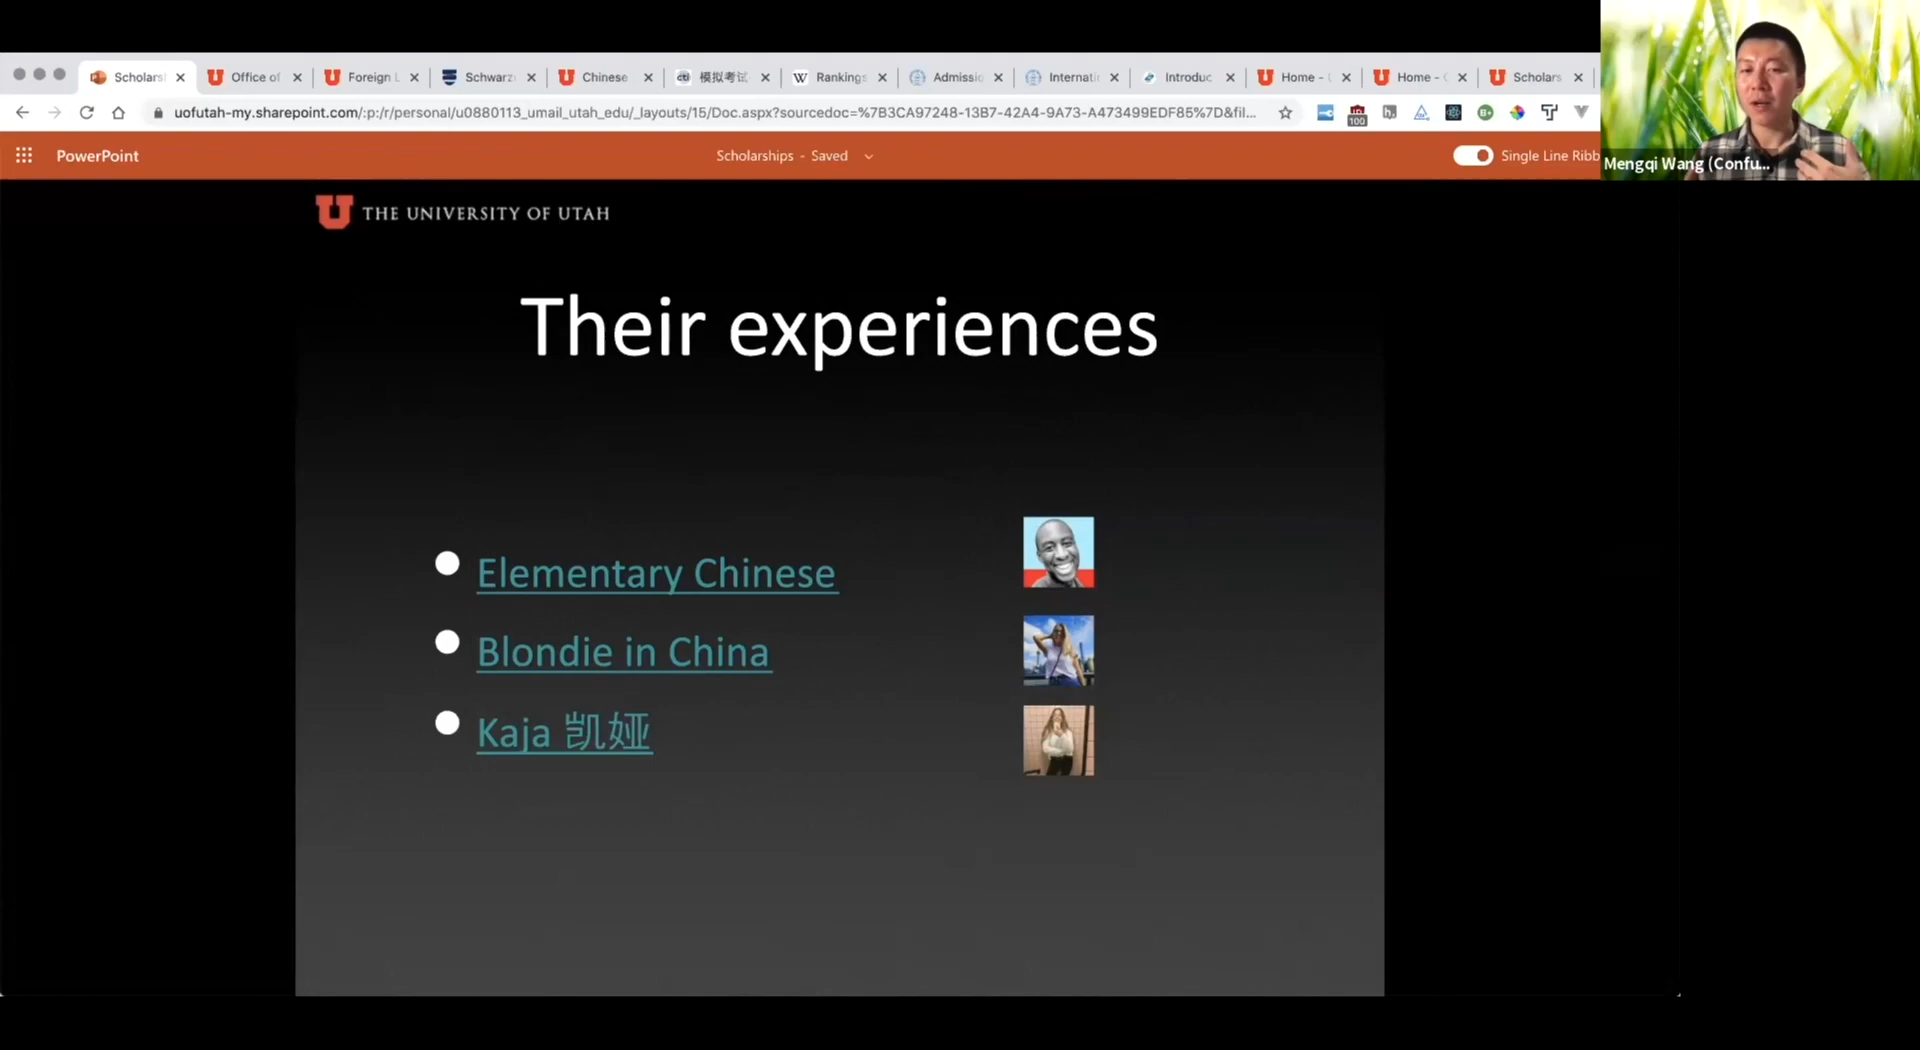 Scholars
Office of
Foreign L
Schwarz
Chinese
模拟考试
Rankings
Admissio
Internati
Introduc
Home - (
Home - C
Scholars
uofutah-my.sharepoint.com/:p:/r/personal/u0880113_umail_utah_edu/_layouts/15/Doc.aspx?sourcedoc=%7B3CA97248-13B7-42A4-9A73-A473499EDF85%7D&fil...
100
h.
B+
PowerPoint
Scholarships - Saved
Single Line Ribb
Mengqi Wang (Confu...
U THE UNIVERSITY OF UTAH
Their experiences
Elementary Chinese
Blondie in China
Kaja 凯娅